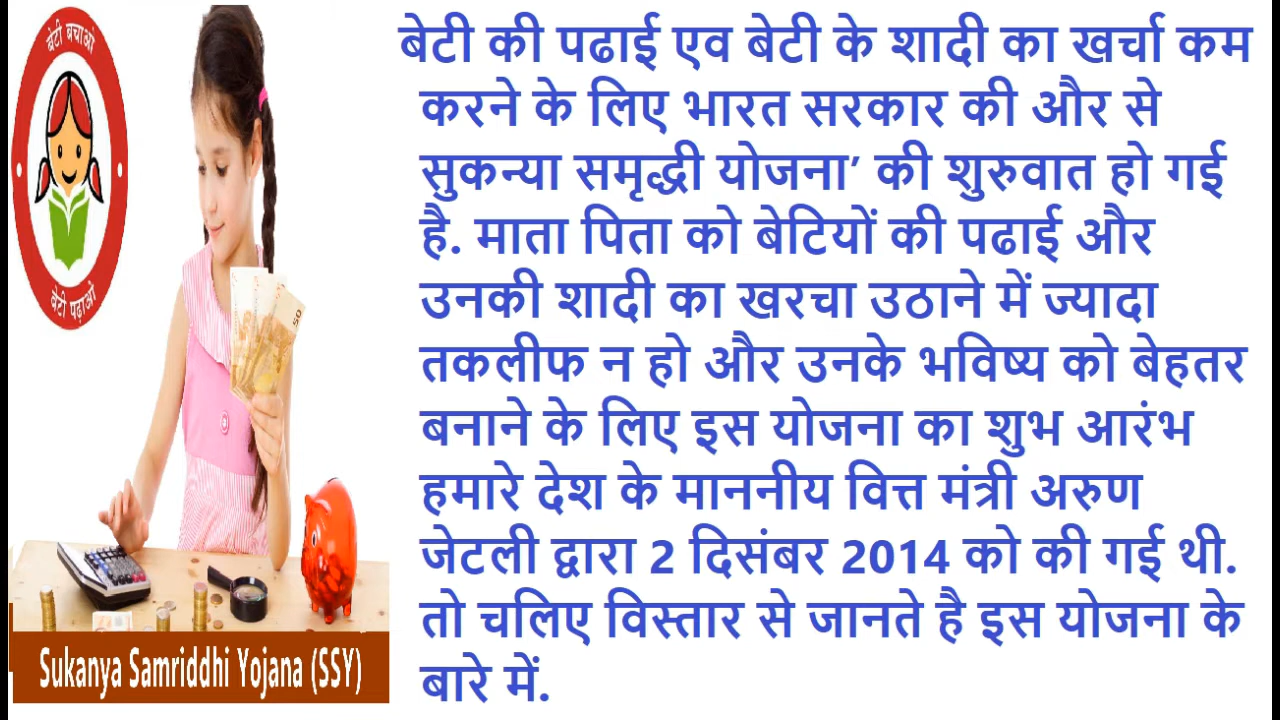 बेटी बचाओ
बेटी पढ़ाओ
50
Sukanya Samriddhi Yojana (SSY)
बेटी की पढाई एव बेटी के शादी का खर्चा कम
करने के लिए भारत सरकार की और से
सुकन्या समृद्धी योजना’ की शुरुवात हो गई
है. माता पिता को बेटियों की पढाई और
उनकी शादी का खरचा उठाने में ज्यादा
तकलीफ न हो और उनके भविष्य को बेहतर
बनाने के लिए इस योजना का शुभ आरंभ
हमारे देश के माननीय वित्त मंत्री अरुण
जेटली द्वारा 2 दिसंबर 2014 को की गई थी.
तो चलिए विस्तार से जानते है इस योजना के
बारे में.